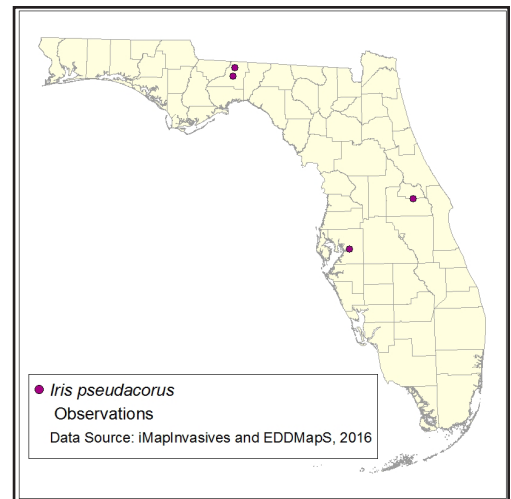 Iris pseudacorus
Observations
Data Source: iMapInvasives and EDDMapS, 2016